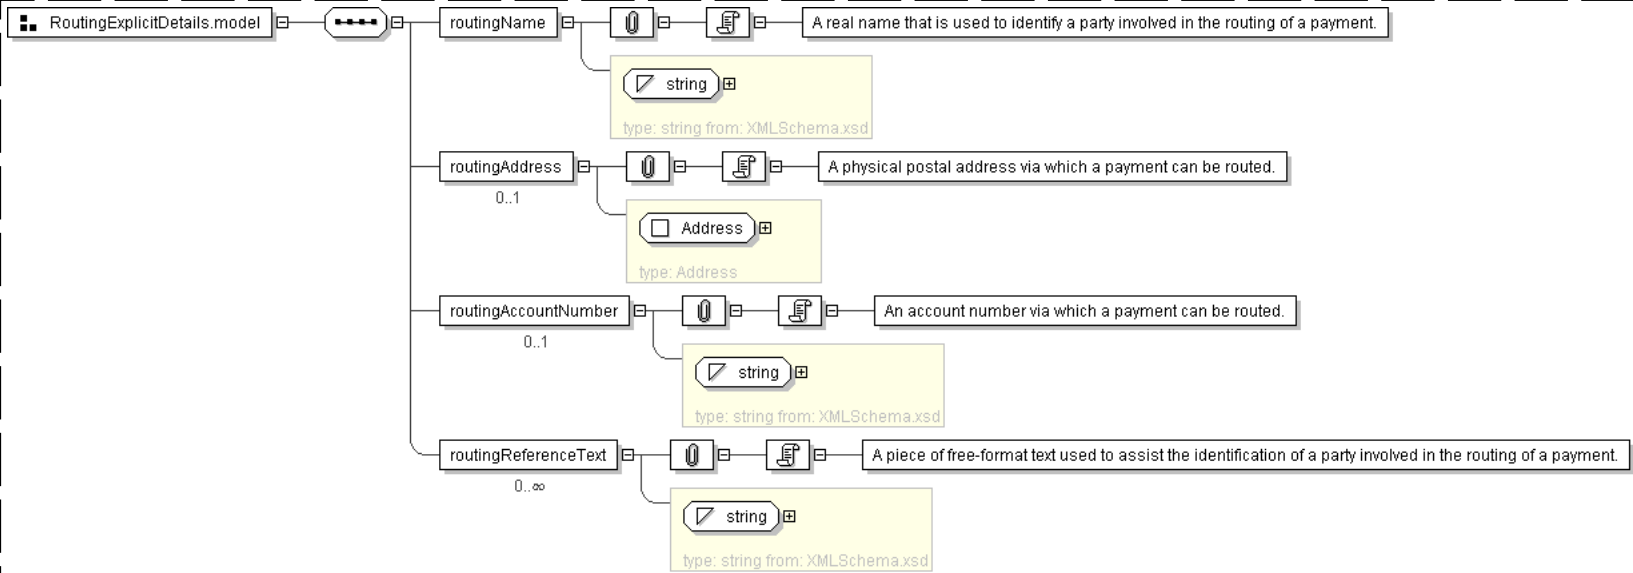 RoutingExplicitDetails.model
routingName
A real name that is used to identify a party involved in the routing of a payment.
string
type: string from: XMLSchema.xsd
routingAddress
A physical postal address via which a payment can be routed.
0..1
Address
type: Address
routingAccountNumber
An account number via which a payment can be routed.
0..1
string
type: string from: XMLSchema.xsd
routingReferenceText
A piece of free-format text used to assist the identification of a party involved in the routing of a payment.
0..∞
string
type: string from: XMLSchema.xsd